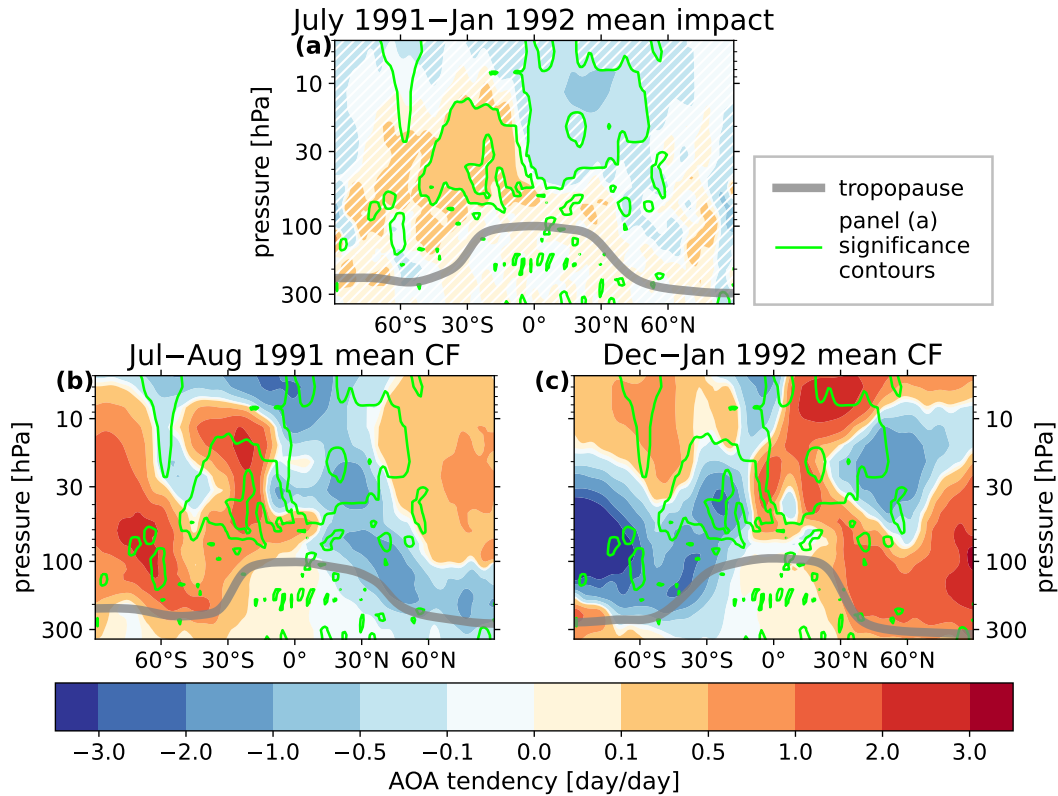 July 1991−Jan 1992 mean impact
(a)
pressure [hPa]
10
30
100
300
60°S 30°S 0° 30°N 60°N
tropopause
panel (a)
significance
contours
Jul−Aug 1991 mean CF
(b)
pressure [hPa]
10
30
100
300
60°S 30°S 0° 30°N 60°N
Dec−Jan 1992 mean CF
(c)
10
30
100
300
pressure [hPa]
60°S 30°S 0° 30°N 60°N
−3.0 −2.0 −1.0 −0.5 −0.1 0.0 0.1 0.5 1.0 2.0 3.0
AOA tendency [day/day]